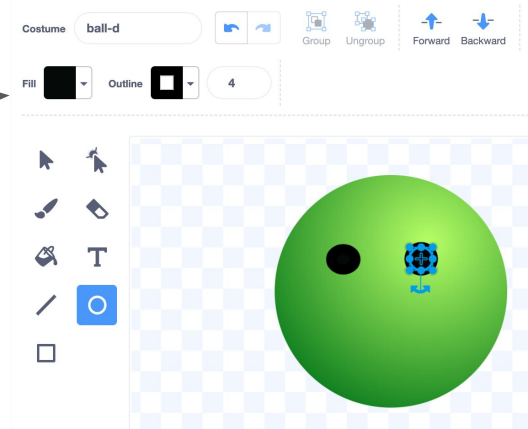 Costume ball-d
Group Ungroup Forward Backward
Fill Outline 4
T